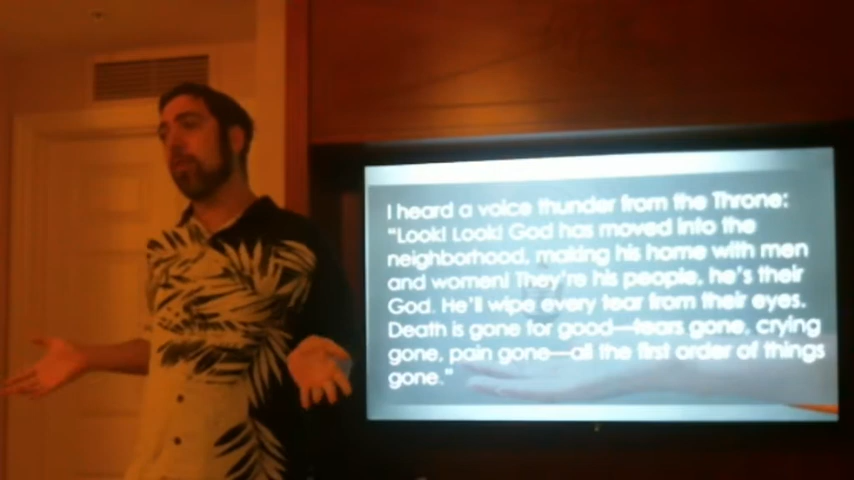 I heard a voice thunder from the Throne:
“Look! Look! God has moved into the
neighborhood, making his home with men
and women! They’re his people, he’s their
God. He’ll wipe every tear from their eyes.
Death is gone for good—tears gone, crying
gone, pain gone—all the first order of things
gone.”